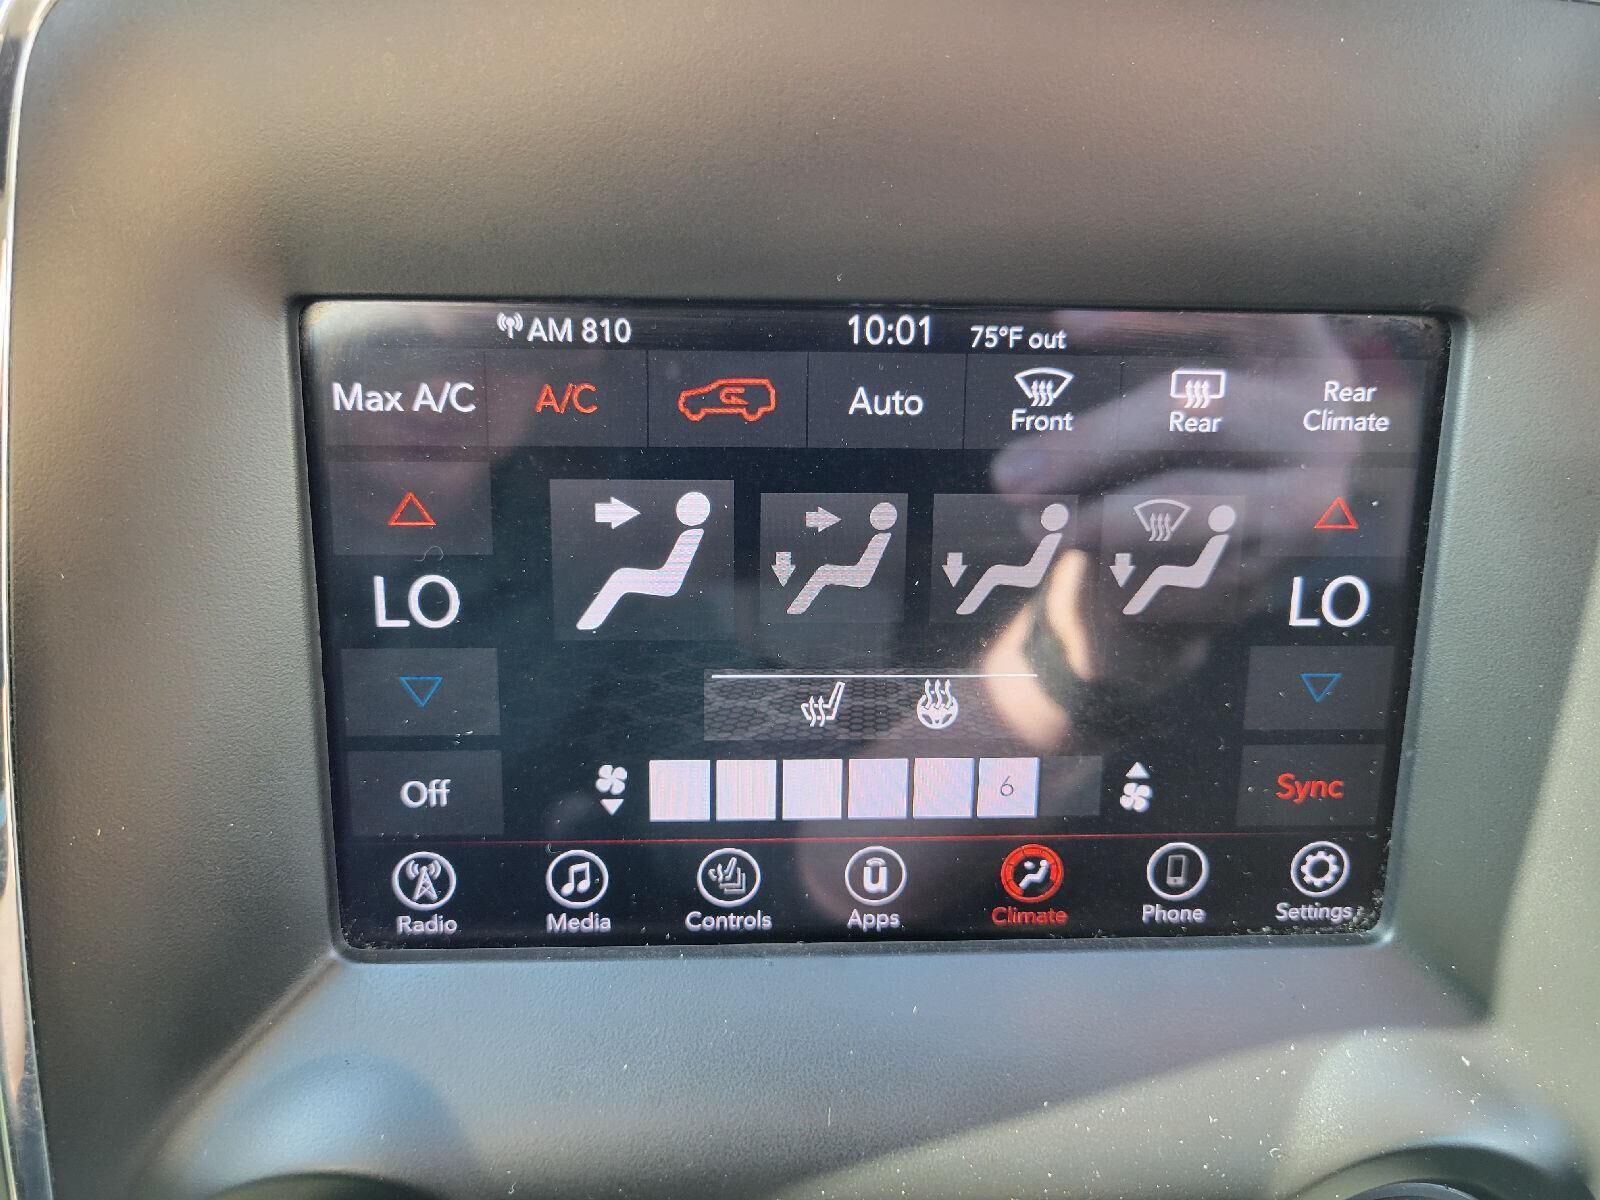 AM 810 10:01 75°F out
Max A/C A/C Auto Front Rear Rear Climate
LO LO
Off 6 Sync
Radio Media Controls Apps Climate Phone Settings